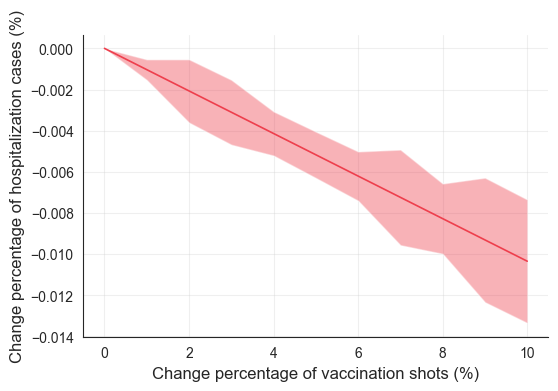 Change percentage of hospitalization cases (%)
0.000
−0.002
−0.004
−0.006
−0.008
−0.010
−0.012
−0.014
0 2 4 6 8 10
Change percentage of vaccination shots (%)